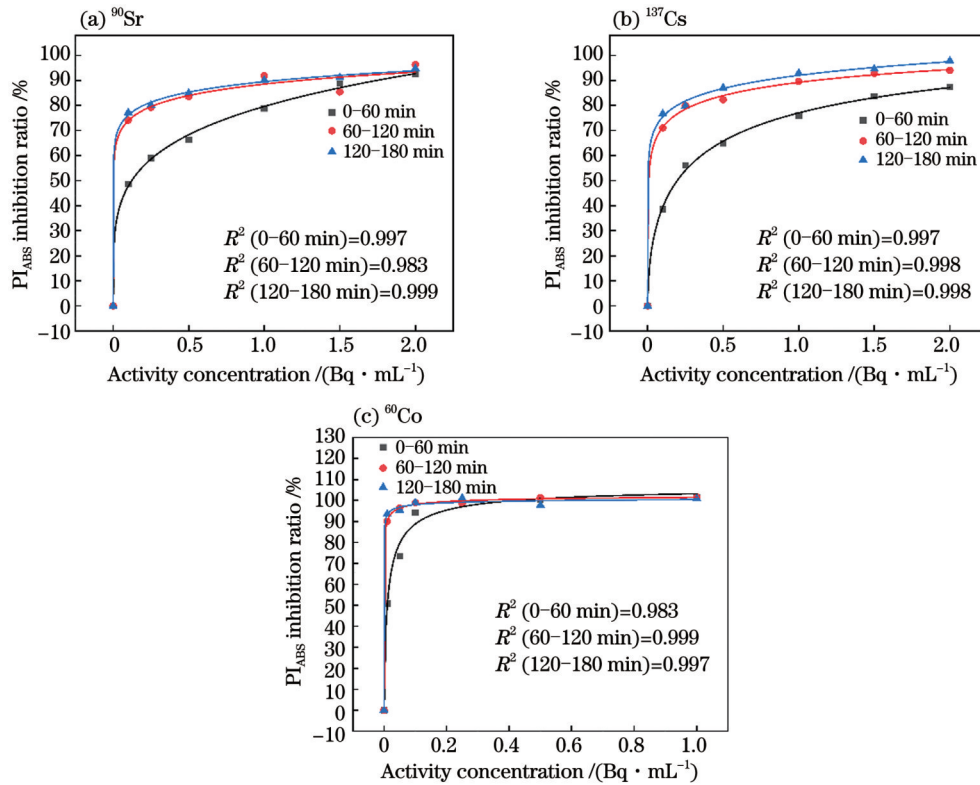 (a) ⁹⁰Sr
100
90
80
70
60
50
40
30
20
10
0
−10
PI_ABS inhibition ratio /%
0–60 min
60–120 min
120–180 min
R² (0–60 min)=0.997
R² (60–120 min)=0.983
R² (120–180 min)=0.999
0 0.5 1.0 1.5 2.0
Activity concentration /(Bq · mL⁻¹)
(b) ¹³⁷Cs
100
90
80
70
60
50
40
30
20
10
0
−10
PI_ABS inhibition ratio /%
0–60 min
60–120 min
120–180 min
R² (0–60 min)=0.997
R² (60–120 min)=0.998
R² (120–180 min)=0.998
0 0.5 1.0 1.5 2.0
Activity concentration /(Bq · mL⁻¹)
(c) ⁶⁰Co
130
120
110
100
90
80
70
60
50
40
30
20
10
0
−10
PI_ABS inhibition ratio /%
0–60 min
60–120 min
120–180 min
R² (0–60 min)=0.983
R² (60–120 min)=0.999
R² (120–180 min)=0.997
0 0.2 0.4 0.6 0.8 1.0
Activity concentration /(Bq · mL⁻¹)